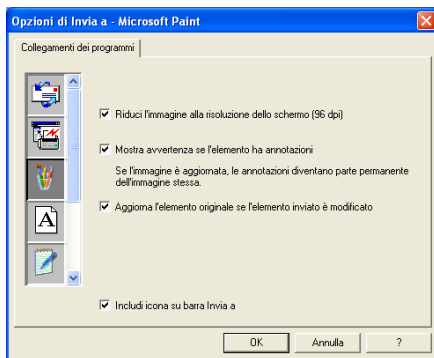 Opzioni di Invia a - Microsoft Paint
Collegamenti dei programmi
Riduci l'immagine alla risoluzione dello schermo (96 dpi)
Mostra avvertenza se l'elemento ha annotazioni
Se l'immagine è aggiornata, le annotazioni diventano parte permanente
dell'immagine stessa.
Aggiorna l'elemento originale se l'elemento inviato è modificato
A
Includi icona su barra Invia a
OK Annulla ?